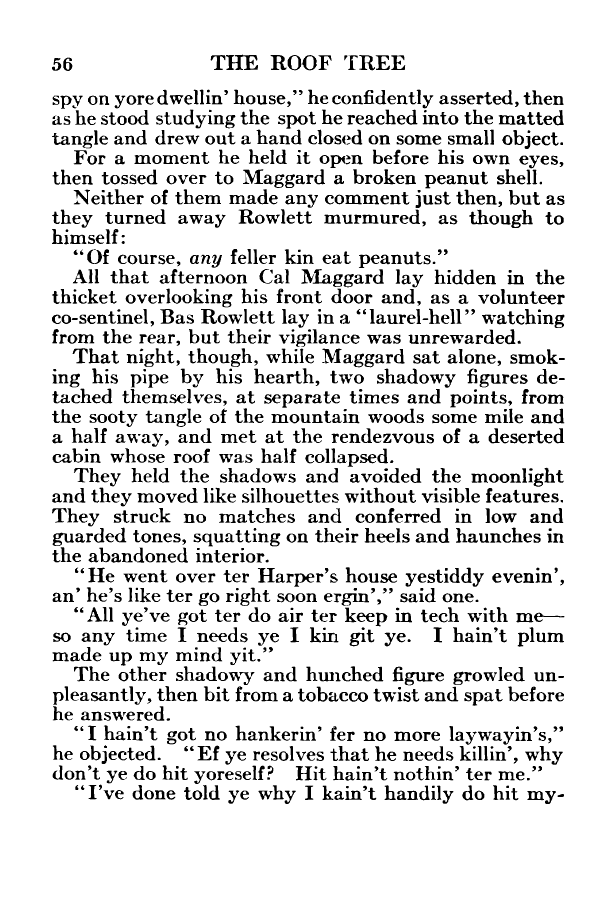 56 THE ROOF TREE
spy on yore dwellin' house," he confidently asserted, then
as he stood studying the spot he reached into the matted
tangle and drew out a hand closed on some small object.
For a moment he held it open before his own eyes,
then tossed over to Maggard a broken peanut shell.
Neither of them made any comment just then, but as
they turned away Rowlett murmured, as though to
himself:
"Of course, any feller kin eat peanuts."
All that afternoon Cal Maggard lay hidden in the
thicket overlooking his front door and, as a volunteer
co-sentinel, Bas Rowlett lay in a "laurel-hell" watching
from the rear, but their vigilance was unrewarded.
That night, though, while Maggard sat alone, smok-
ing his pipe by his hearth, two shadowy figures de-
tached themselves, at separate times and points, from
the sooty tangle of the mountain woods some mile and
a half away, and met at the rendezvous of a deserted
cabin whose roof was half collapsed.
They held the shadows and avoided the moonlight
and they moved like silhouettes without visible features.
They struck no matches and conferred in low and
guarded tones, squatting on their heels and haunches in
the abandoned interior.
"He went over ter Harper's house yestiddy evenin',
an' he's like ter go right soon ergin'," said one.
"All ye've got ter do air ter keep in tech with me—
so any time I needs ye I kin git ye. I hain't plum
made up my mind yit."
The other shadowy and hunched figure growled un-
pleasantly, then bit from a tobacco twist and spat before
he answered.
"I hain't got no hankerin' fer no more laywayin's,"
he objected. "Ef ye resolves that he needs killin', why
don't ye do hit yoreself? Hit hain't nothin' ter me."
"I've done told ye why I kain't handily do hit my-